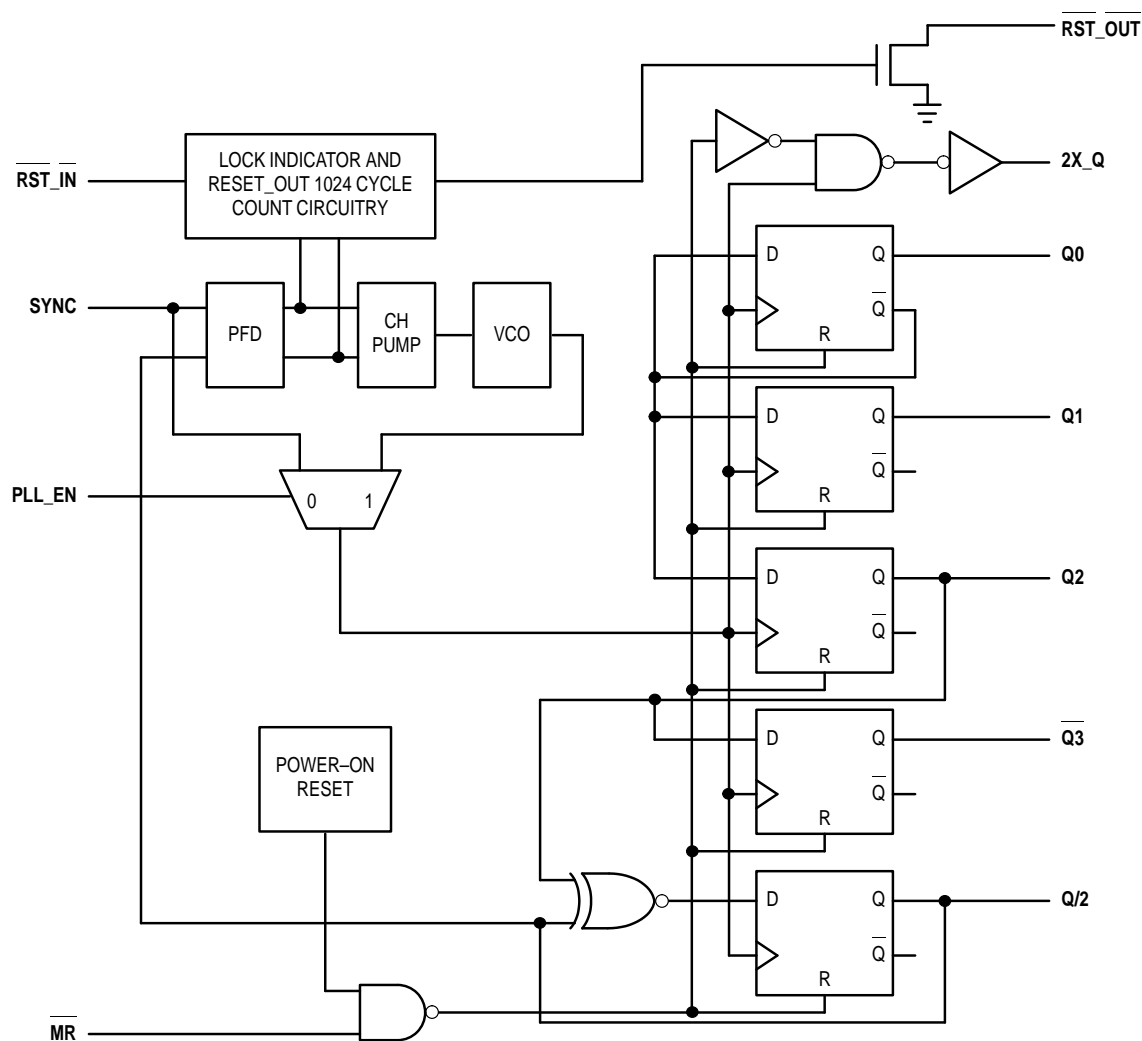 RST_OUT
LOCK INDICATOR AND
RESET_OUT 1024 CYCLE
COUNT CIRCUITRY
RST_IN
2X_Q
D Q
Q
R
Q0
SYNC
PFD
CH
PUMP
VCO
D Q
Q
R
Q1
PLL_EN
0 1
D Q
Q
R
Q2
POWER–ON
RESET
D Q
Q
R
Q3
D Q
Q
R
Q/2
MR